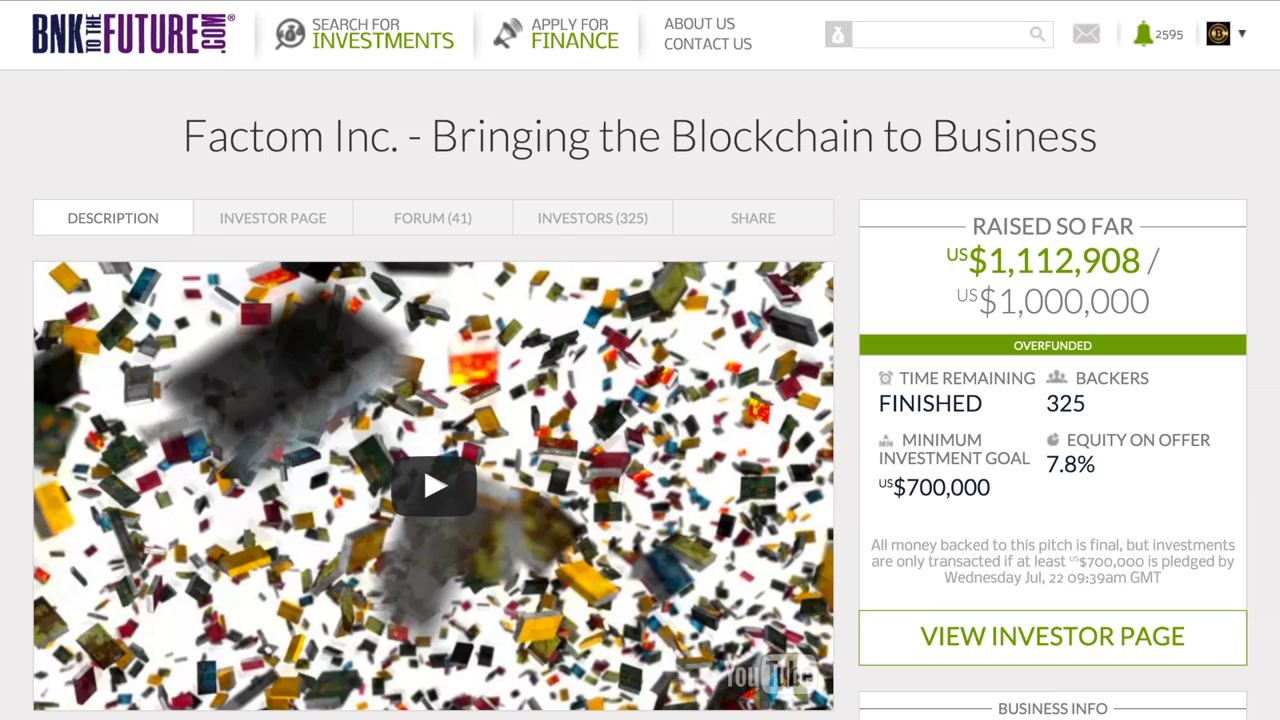 BNK TO THE FUTURE .COM®
SEARCH FOR
INVESTMENTS
APPLY FOR
FINANCE
ABOUT US
CONTACT US
2595
Factom Inc. - Bringing the Blockchain to Business
DESCRIPTION
INVESTOR PAGE
FORUM (41)
INVESTORS (325)
SHARE
YouTube
RAISED SO FAR
US$1,112,908 /
US$1,000,000
OVERFUNDED
TIME REMAINING
FINISHED
BACKERS
325
MIN MINIMUM
INVESTMENT GOAL
US$700,000
EQUITY ON OFFER
7.8%
All money backed to this pitch is final, but investments
are only transacted if at least US$700,000 is pledged by
Wednesday Jul, 22 09:39am GMT
VIEW INVESTOR PAGE
BUSINESS INFO